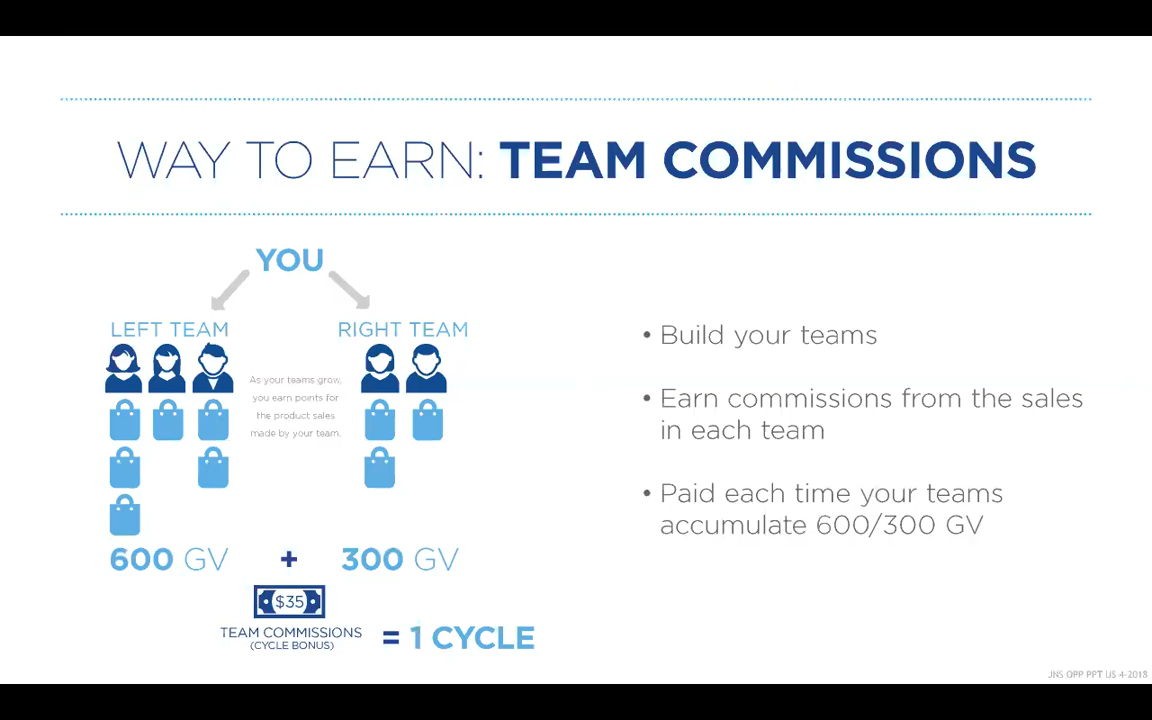 WAY TO EARN: TEAM COMMISSIONS
YOU
LEFT TEAM
RIGHT TEAM
As your teams grow,
you earn points for
the product sales
made by your team.
600 GV + 300 GV
$35
TEAM COMMISSIONS
(CYCLE BONUS)
= 1 CYCLE
• Build your teams
• Earn commissions from the sales
in each team
• Paid each time your teams
accumulate 600/300 GV
JNS OPP PPT US 4-2018